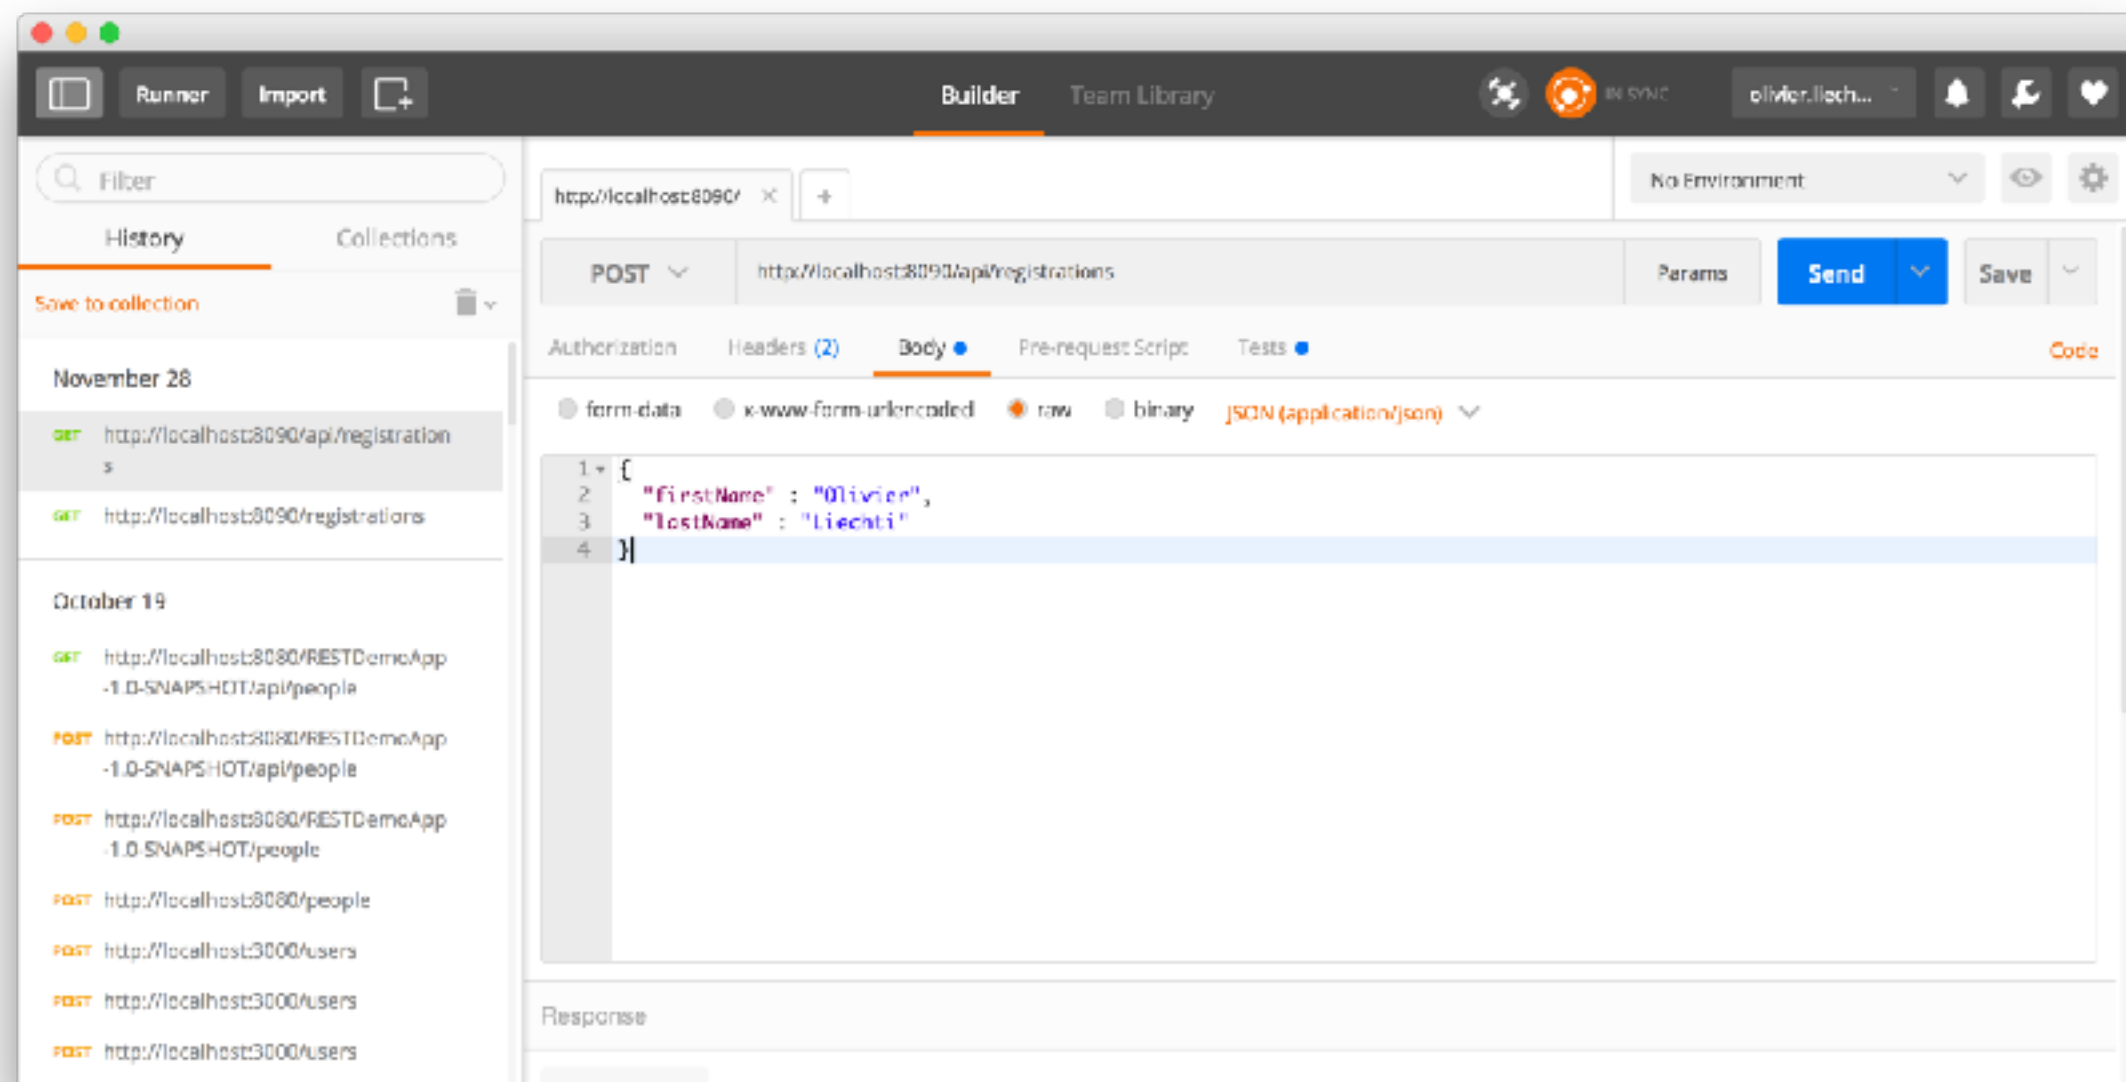 Runner Import Builder Team Library IN SYNC olivier.liech...
Filter
History Collections
Save to collection
November 28
GET http://localhost:8090/api/registration
s
GET http://localhost:8090/registrations
October 19
GET http://localhost:8080/RESTDemoApp
-1.0-SNAPSHOT/api/people
POST http://localhost:8080/RESTDemoApp
-1.0-SNAPSHOT/api/people
POST http://localhost:8080/RESTDemoApp
-1.0-SNAPSHOT/people
POST http://localhost:8080/people
POST http://localhost:3000/users
POST http://localhost:3000/users
POST http://localhost:3000/users
http://localhost:8090/ No Environment
POST http://localhost:8090/api/registrations Params Send Save
Authorization Headers (2) Body Pre-request Script Tests Code
form-data x-www-form-urlencoded raw binary JSON (application/json)
1 {
2 "firstName" : "Olivier",
3 "lastName" : "Liechti"
4 }
Response